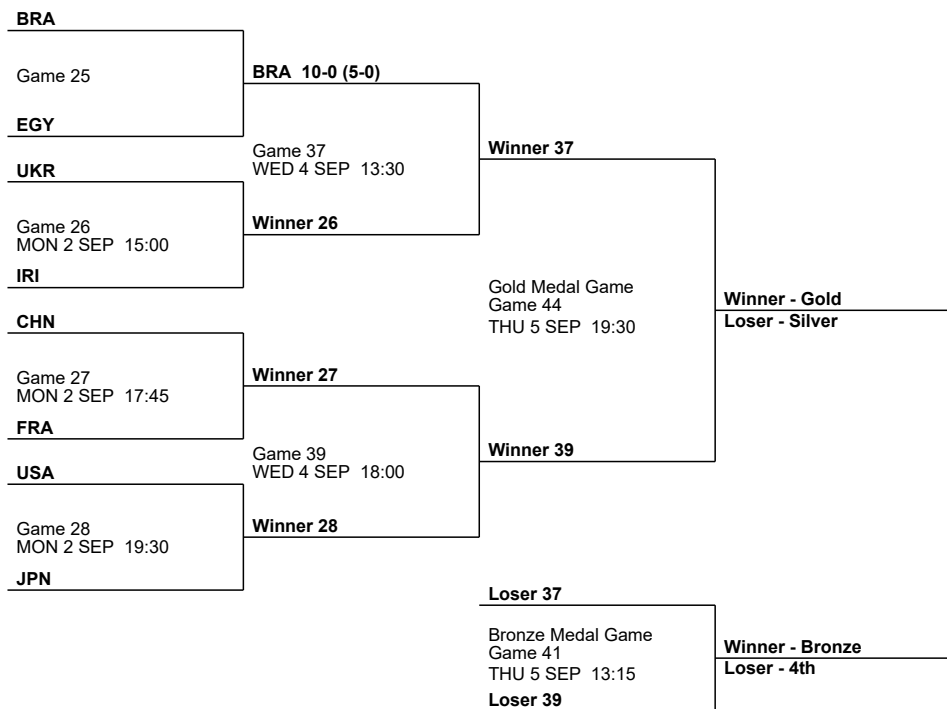 BRA
Game 25
EGY
UKR
Game 26
MON 2 SEP 15:00
IRI
CHN
Game 27
MON 2 SEP 17:45
FRA
USA
Game 28
MON 2 SEP 19:30
JPN
BRA 10-0 (5-0)
Game 37
WED 4 SEP 13:30
Winner 26
Winner 27
Game 39
WED 4 SEP 18:00
Winner 28
Winner 37
Gold Medal Game
Game 44
THU 5 SEP 19:30
Winner 39
Winner - Gold
Loser - Silver
Loser 37
Bronze Medal Game
Game 41
THU 5 SEP 13:15
Loser 39
Winner - Bronze
Loser - 4th